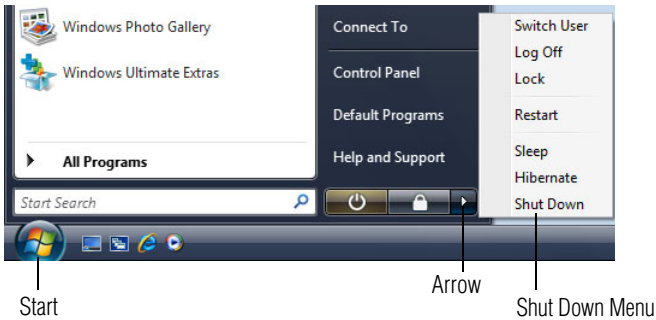 Windows Photo Gallery
Windows Ultimate Extras
All Programs
Start Search
Connect To
Control Panel
Default Programs
Help and Support
Switch User
Log Off
Lock
Restart
Sleep
Hibernate
Shut Down
Start
Arrow
Shut Down Menu